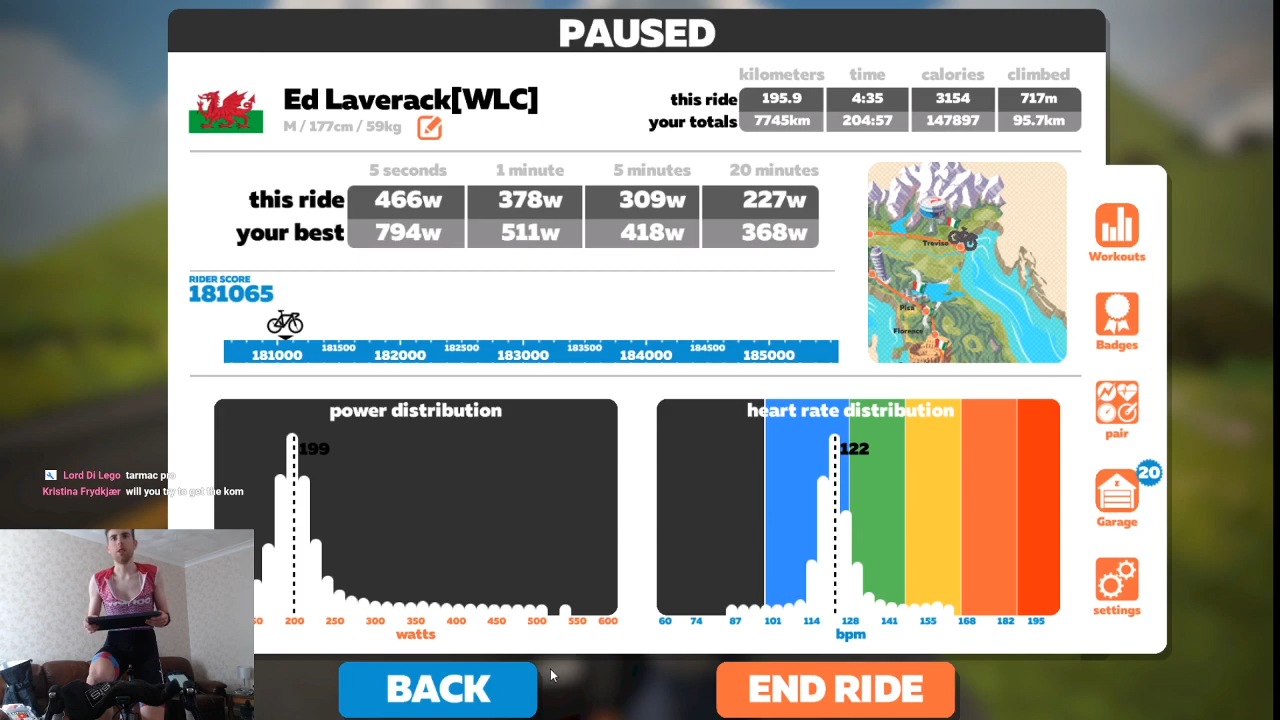 PAUSED
Ed Laverack[WLC]
M / 177cm / 59kg
kilometers time calories climbed
this ride 195.9 4:35 3154 717m
your totals 7745km 204:57 147897 95.7km
5 seconds 1 minute 5 minutes 20 minutes
this ride 466w 378w 309w 227w
your best 794w 511w 418w 368w
Treviso
Pisa
Florence
RIDER SCORE
181065
181000 181500 182000 182500 183000 183500 184000 184500 185000
Workouts
Badges
pair
20
Garage
settings
power distribution
199
200 250 300 350 400 450 500 550 600
watts
heart rate distribution
122
60 74 87 101 114 128 141 155 168 182 195
bpm
Lord Di Lego tarmac pro
Kristina Frydkjær will you try to get the kom
BACK
END RIDE